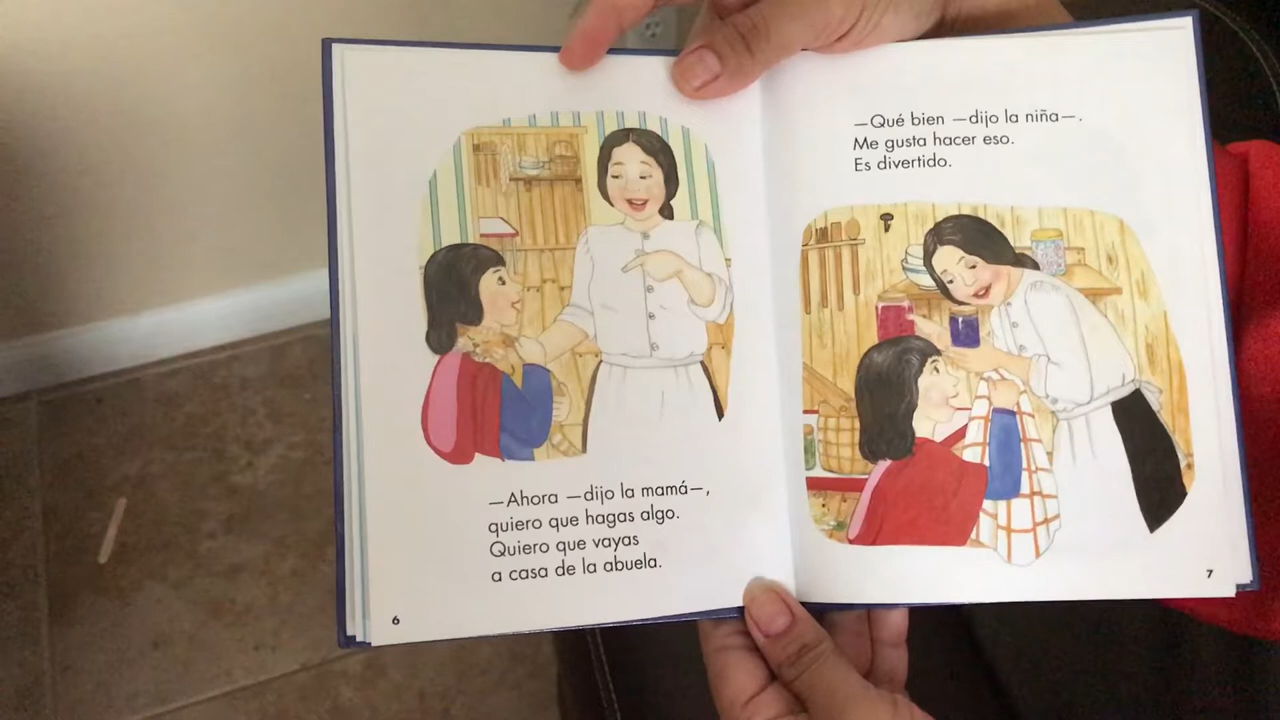 —Ahora —dijo la mamá—,
quiero que hagas algo.
Quiero que vayas
a casa de la abuela.
6
—Qué bien —dijo la niña—.
Me gusta hacer eso.
Es divertido.
7